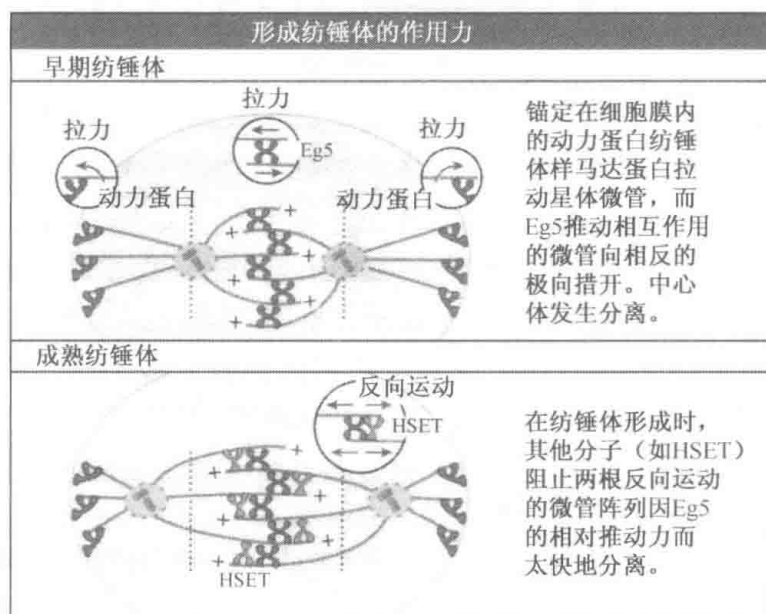 形成纺锤体的作用力
早期纺锤体
拉力
拉力
拉力
Eg5
动力蛋白
动力蛋白
+
+
+
+
+
+
锚定在细胞膜内
的动力蛋白纺锤
体样马达蛋白拉
动星体微管，而
Eg5推动相互作用
的微管向相反的
极向措开。中心
体发生分离。
成熟纺锤体
反向运动
HSET
+
+
+
+
+
+
HSET
在纺锤体形成时，
其他分子（如HSET）
阻止两根反向运动
的微管阵列因Eg5
的相对推动力而
太快地分离。